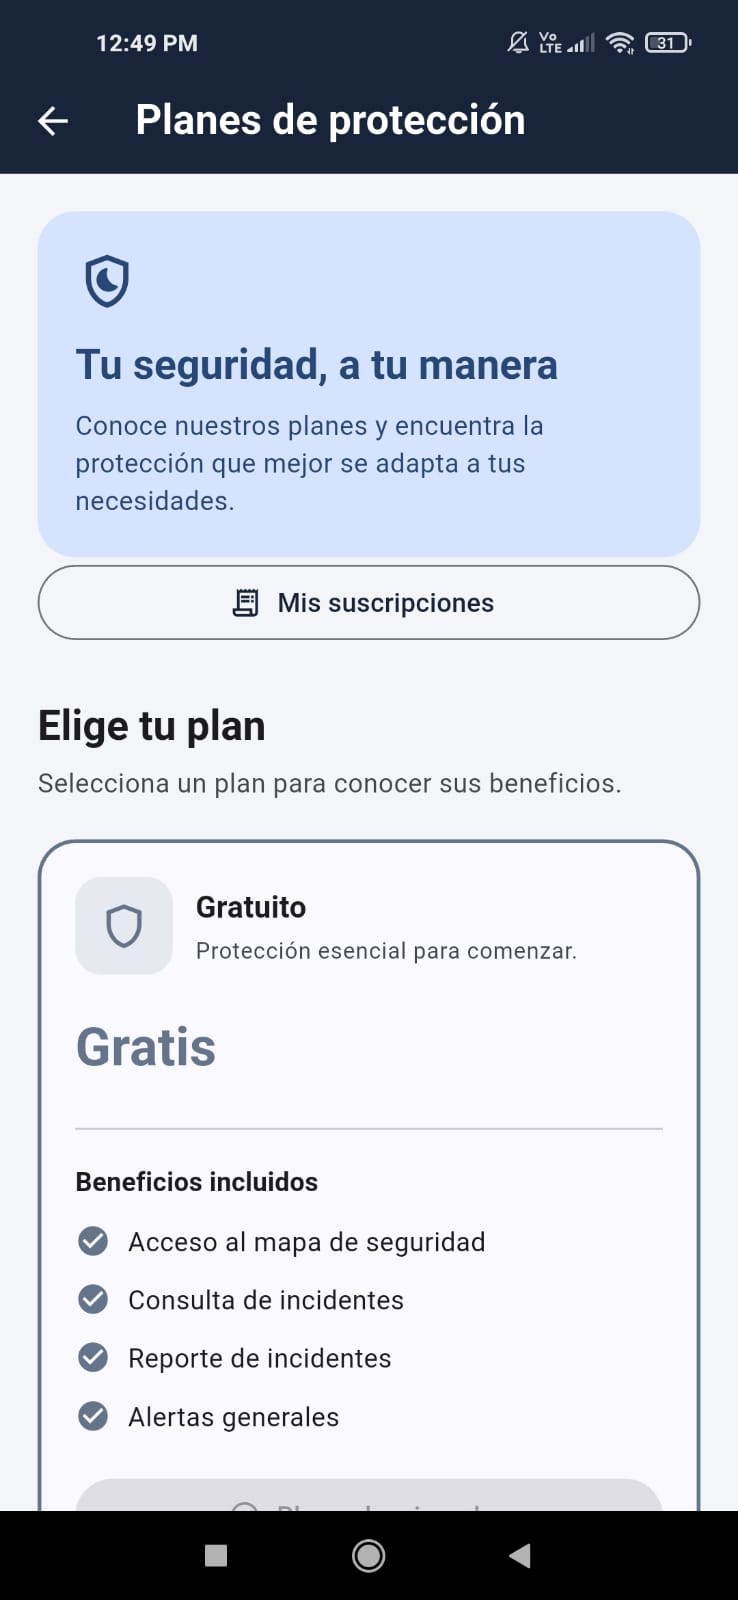 12:49 PM
Vo LTE
31
Planes de protección
Tu seguridad, a tu manera
Conoce nuestros planes y encuentra la
protección que mejor se adapta a tus
necesidades.
Mis suscripciones
Elige tu plan
Selecciona un plan para conocer sus beneficios.
Gratuito
Protección esencial para comenzar.
Gratis
Beneficios incluidos
Acceso al mapa de seguridad
Consulta de incidentes
Reporte de incidentes
Alertas generales